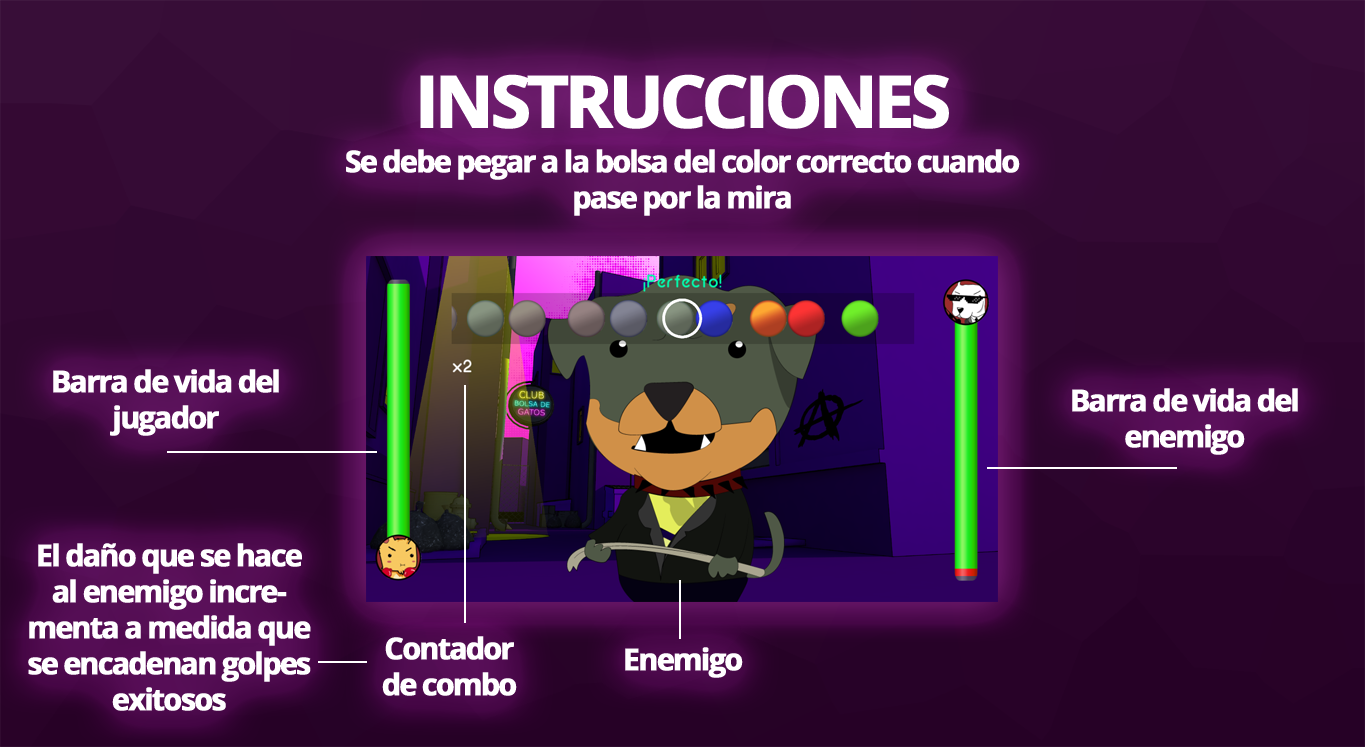 INSTRUCCIONES
Se debe pegar a la bolsa del color correcto cuando
pase por la mira
¡Perfecto!
x2
CLUB
BOLSA DE
GATOS
Barra de vida del
jugador
Barra de vida del
enemigo
El daño que se hace
al enemigo incre-
menta a medida que
se encadenan golpes
exitosos
Contador
de combo
Enemigo